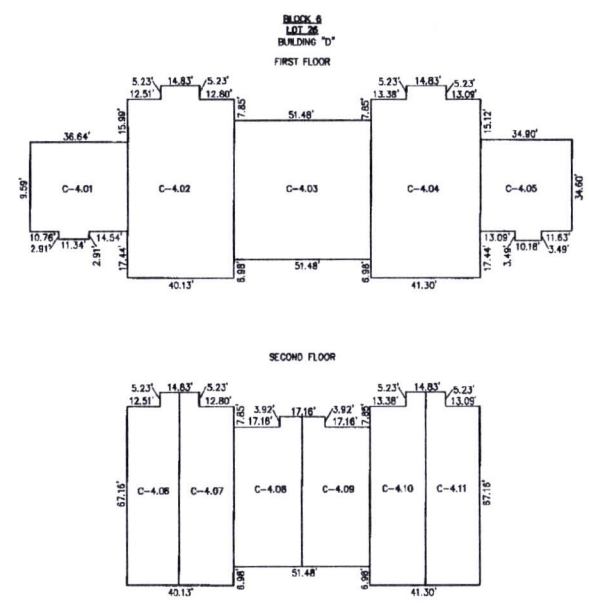 BLOCK 6
LOT 26
BUILDING "D"
FIRST FLOOR
5.23' 14.83' 5.23' 5.23' 14.83' 5.23'
12.51' 12.80' 13.38' 13.09'
7.85' 7.85'
51.48'
15.99' 15.12'
36.64' 34.90'
9.59' C-4.01 C-4.02 C-4.03 C-4.04 C-4.05 34.60'
10.76' 14.54' 13.09' 11.63'
2.91' 11.34' 2.91' 3.49' 10.18' 3.49'
17.44' 17.44'
51.48'
6.98' 6.98'
40.13' 41.30'
SECOND FLOOR
5.23' 14.83' 5.23' 5.23' 14.83' 5.23'
12.51' 12.80' 13.38' 13.09'
7.85' 7.85'
3.92' 17.16' 3.92'
17.16' 17.16'
67.16' C-4.06 C-4.07 C-4.08 C-4.09 C-4.10 C-4.11 67.16'
51.48'
6.98' 6.98'
40.13' 41.30'